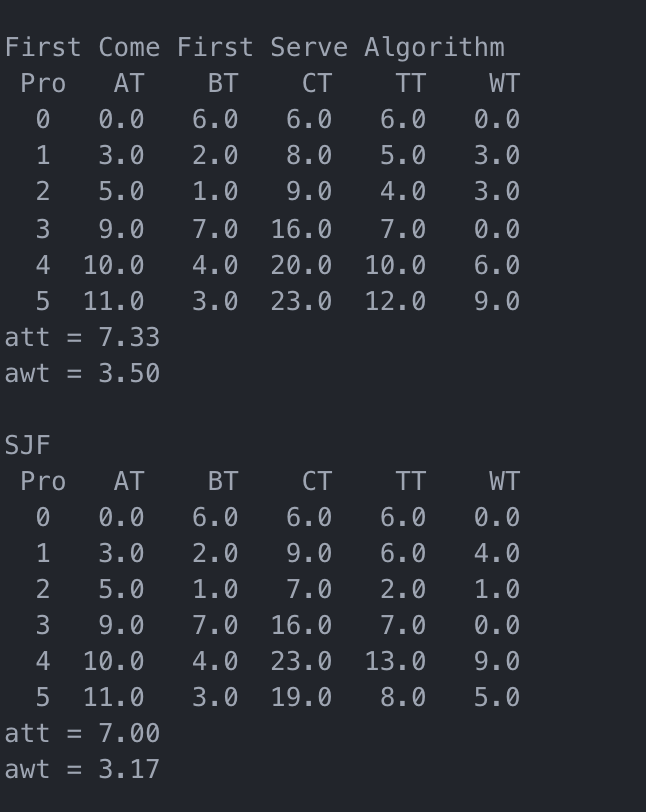 First Come First Serve Algorithm
 Pro   AT    BT    CT    TT    WT
  0   0.0   6.0   6.0   6.0   0.0
  1   3.0   2.0   8.0   5.0   3.0
  2   5.0   1.0   9.0   4.0   3.0
  3   9.0   7.0  16.0   7.0   0.0
  4  10.0   4.0  20.0  10.0   6.0
  5  11.0   3.0  23.0  12.0   9.0
att = 7.33
awt = 3.50
SJF
 Pro   AT    BT    CT    TT    WT
  0   0.0   6.0   6.0   6.0   0.0
  1   3.0   2.0   9.0   6.0   4.0
  2   5.0   1.0   7.0   2.0   1.0
  3   9.0   7.0  16.0   7.0   0.0
  4  10.0   4.0  23.0  13.0   9.0
  5  11.0   3.0  19.0   8.0   5.0
att = 7.00
awt = 3.17